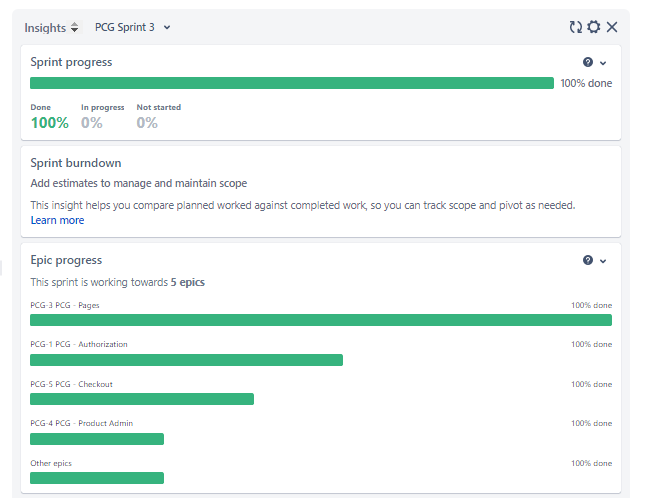 Insights PCG Sprint 3
Sprint progress
100% done
Done In progress Not started
100% 0% 0%
Sprint burndown
Add estimates to manage and maintain scope
This insight helps you compare planned worked against completed work, so you can track scope and pivot as needed.
Learn more
Epic progress
This sprint is working towards 5 epics
PCG-3 PCG - Pages 100% done
PCG-1 PCG - Authorization 100% done
PCG-5 PCG - Checkout 100% done
PCG-4 PCG - Product Admin 100% done
Other epics 100% done